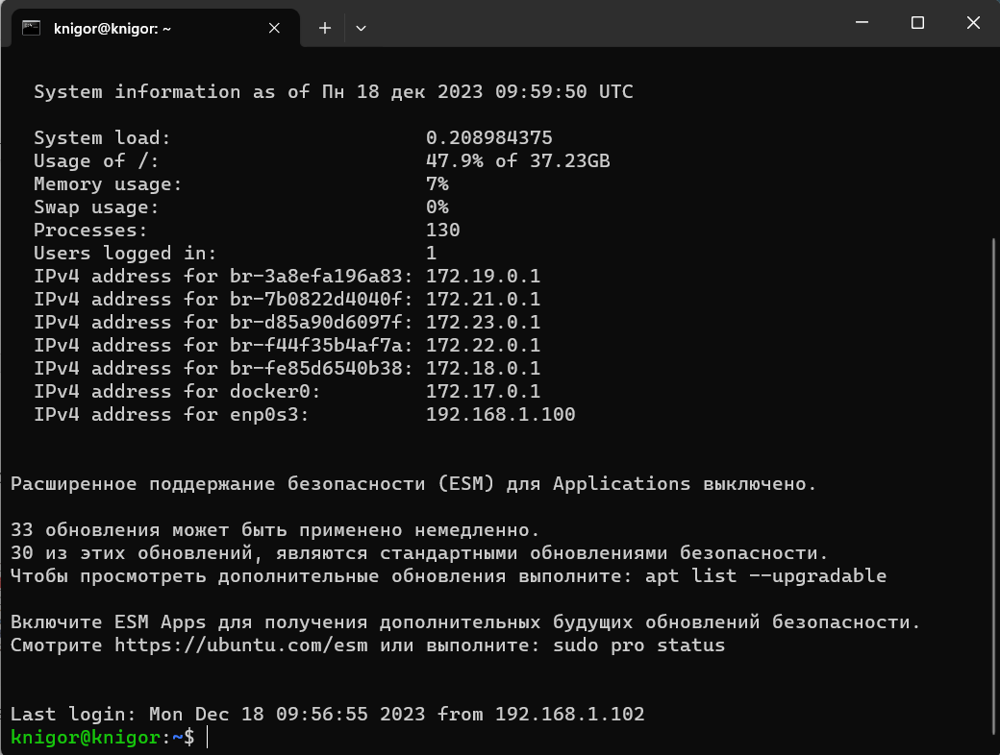 knigor@knigor: ~
System information as of Пн 18 дек 2023 09:59:50 UTC
System load: 0.208984375
Usage of /: 47.9% of 37.23GB
Memory usage: 7%
Swap usage: 0%
Processes: 130
Users logged in: 1
IPv4 address for br-3a8efa196a83: 172.19.0.1
IPv4 address for br-7b0822d4040f: 172.21.0.1
IPv4 address for br-d85a90d6097f: 172.23.0.1
IPv4 address for br-f44f35b4af7a: 172.22.0.1
IPv4 address for br-fe85d6540b38: 172.18.0.1
IPv4 address for docker0: 172.17.0.1
IPv4 address for enp0s3: 192.168.1.100
Расширенное поддержание безопасности (ESM) для Applications выключено.
33 обновления может быть применено немедленно.
30 из этих обновлений, являются стандартными обновлениями безопасности.
Чтобы просмотреть дополнительные обновления выполните: apt list --upgradable
Включите ESM Apps для получения дополнительных будущих обновлений безопасности.
Смотрите https://ubuntu.com/esm или выполните: sudo pro status
Last login: Mon Dec 18 09:56:55 2023 from 192.168.1.102
knigor@knigor:~$